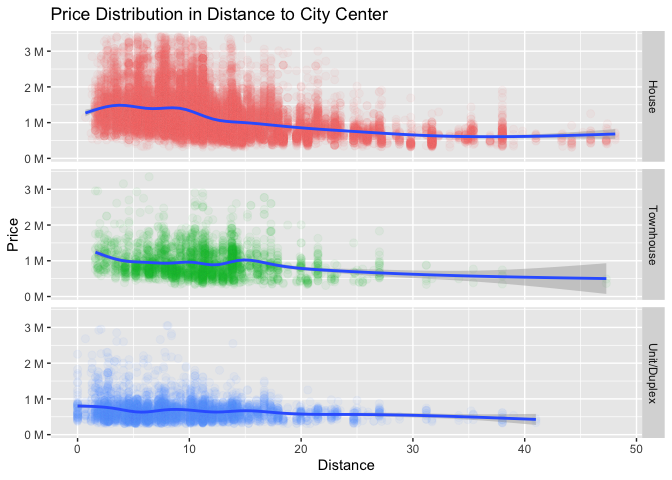 Price Distribution in Distance to City Center
3 M
2 M
1 M
0 M
House
3 M
2 M
1 M
0 M
Townhouse
Price
3 M
2 M
1 M
0 M
Unit/Duplex
0 10 20 30 40 50
Distance